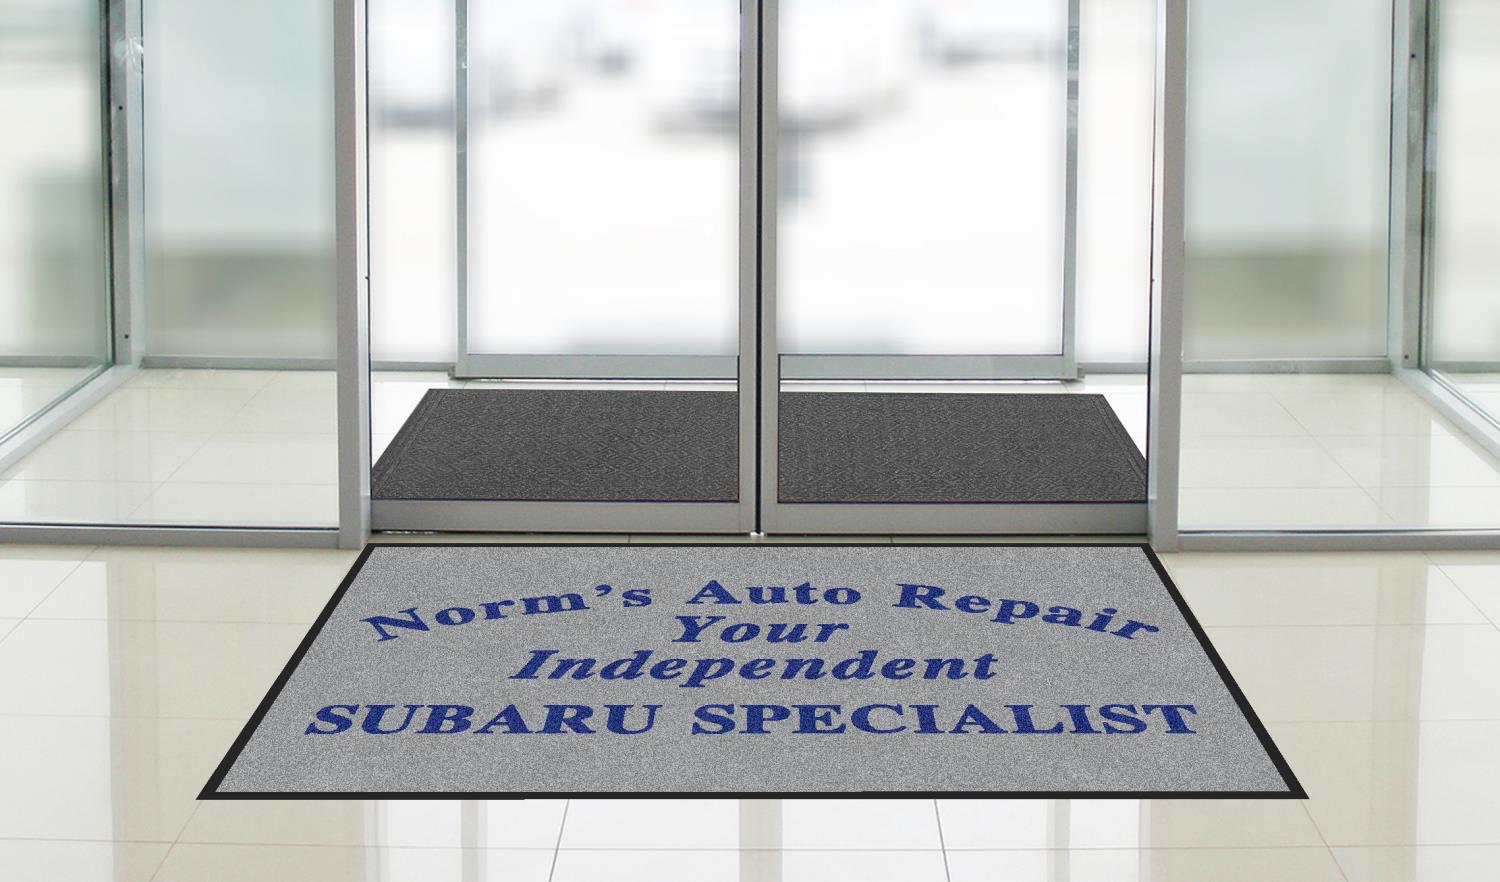 Norm's Auto Repair
Your
Independent
SUBARU SPECIALIST